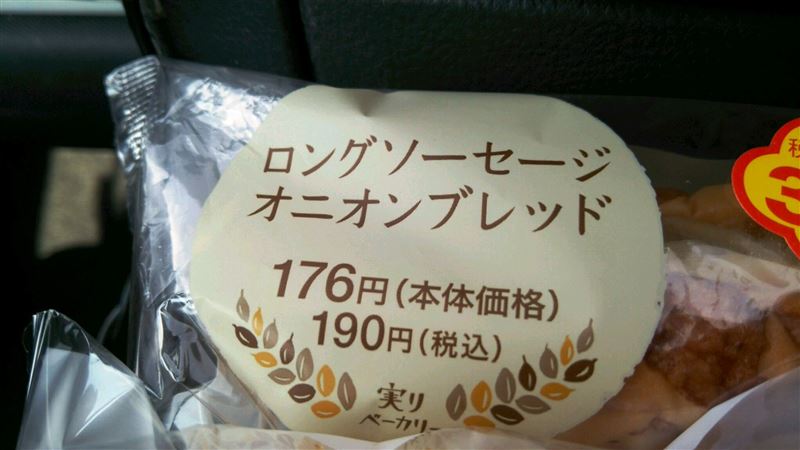 ロングソーセージ
オニオンブレッド
176円(本体価格)
190円(税込)
実り
ベーカリー